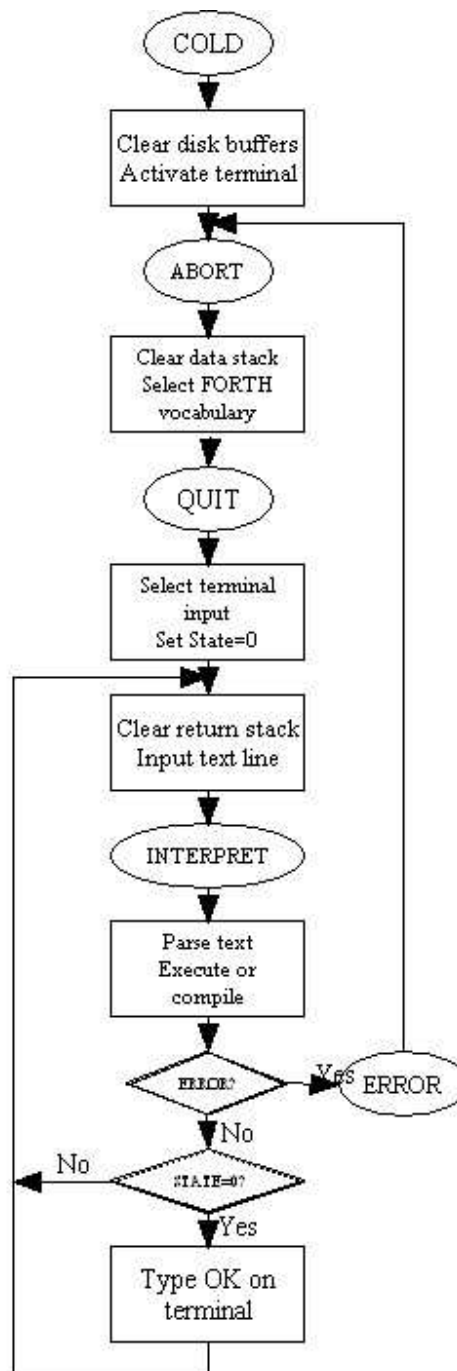 COLD
Clear disk buffers
Activate terminal
ABORT
Clear data stack
Select FORTH
vocabulary
QUIT
Select terminal
input
Set State=0
Clear return stack
Input text line
INTERPRET
Parse text
Execute or
compile
ERROR?
Yes
ERROR
No
No
STATE=0?
Yes
Type OK on
terminal